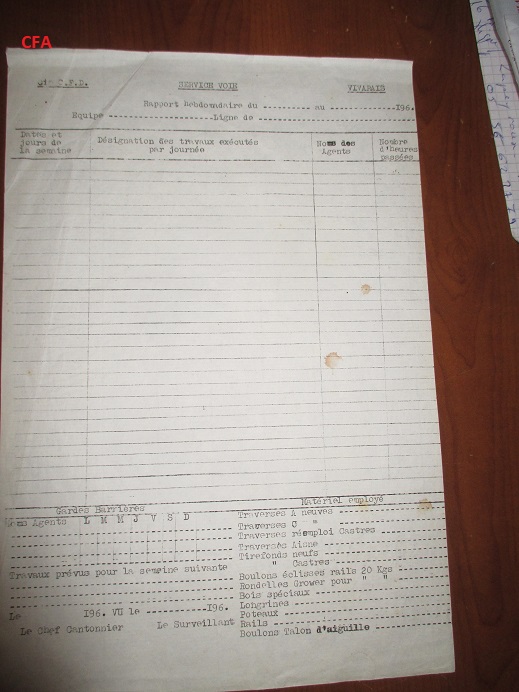 CFA
Cie C.F.D. SERVICE VOIE VIVARAIS
Rapport hebdomadaire du ---------- au --------------196.
Equipe ----------------------Ligne de --------------------------
Dates et jours de la semaine
Désignation des travaux exécutés par journée
Noms des Agents
Nombre d'heures passées
Gardes Barrières
Noms Agents L M M J V S D
Travaux prévus pour la semaine suivante
Le ---------- 196. VU le --------------196.
Le Chef Cantonnier Le Surveillant
Matériel employé
Traverses A neuves
Traverses C "
Traverses réemploi Castres
Traverses Aisne
Tirefonds neufs
" Castres
Boulons éclisses rails 20 Kgs
Rondelles Grower pour " "
Bois spéciaux
Longrines
Poteaux
Rails
Boulons Talon d'aiguille